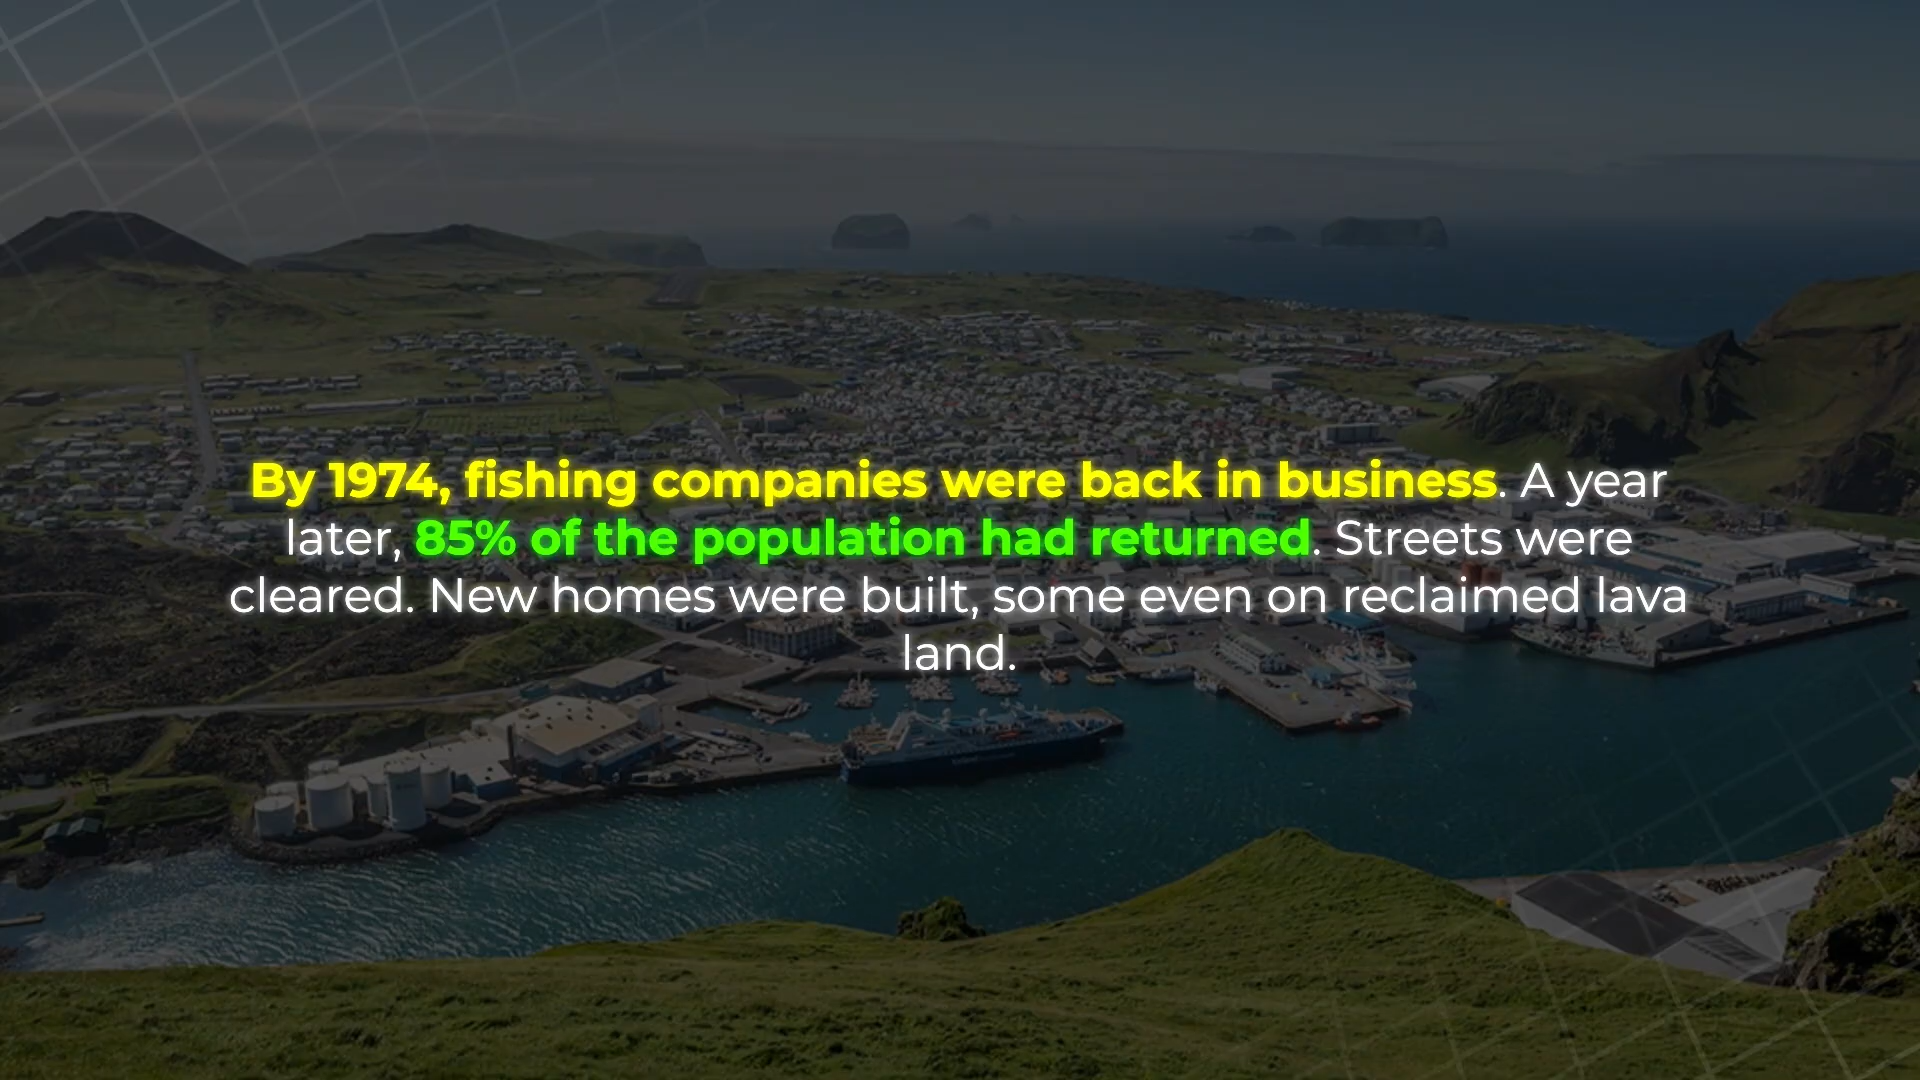 By 1974, fishing companies were back in business. A year
later, 85% of the population had returned. Streets were
cleared. New homes were built, some even on reclaimed lava
land.